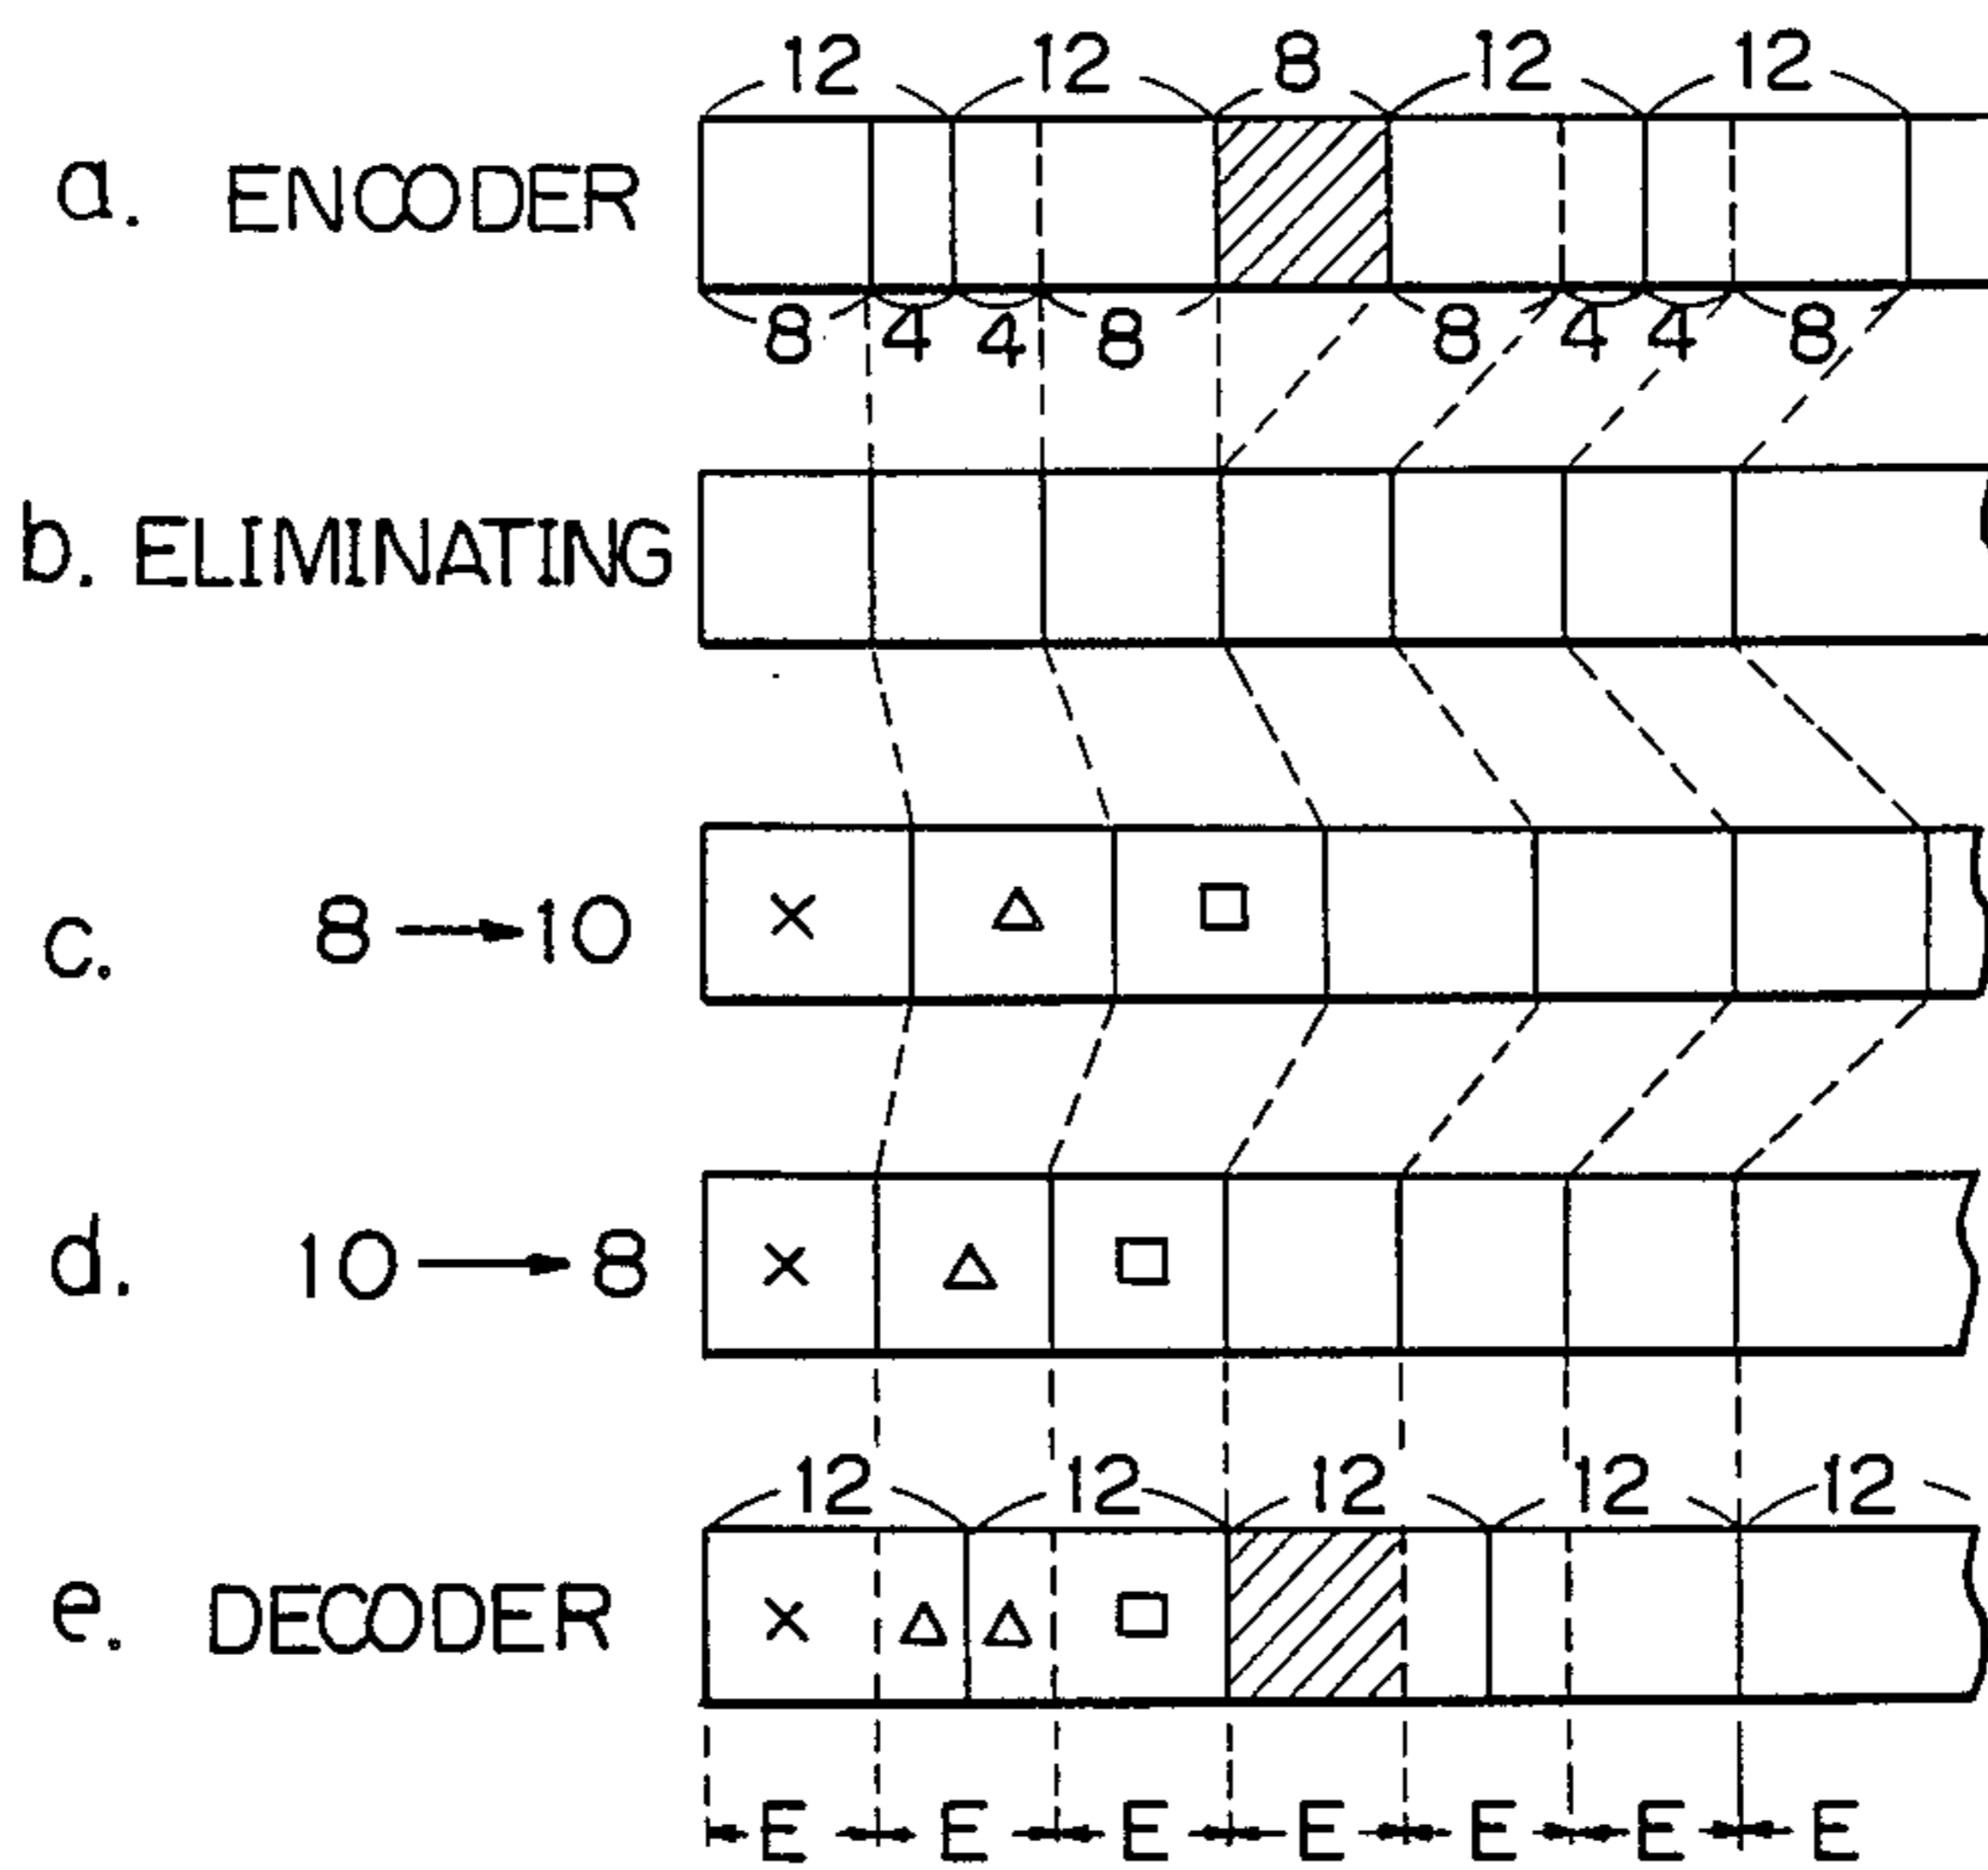 12 12 8 12 12
a. ENCODER
8 4 4 8 8 4 4 8
b. ELIMINATING
c. 8 → 10
d. 10 → 8
12 12 12 12 12
e. DECODER
E E E E E E E